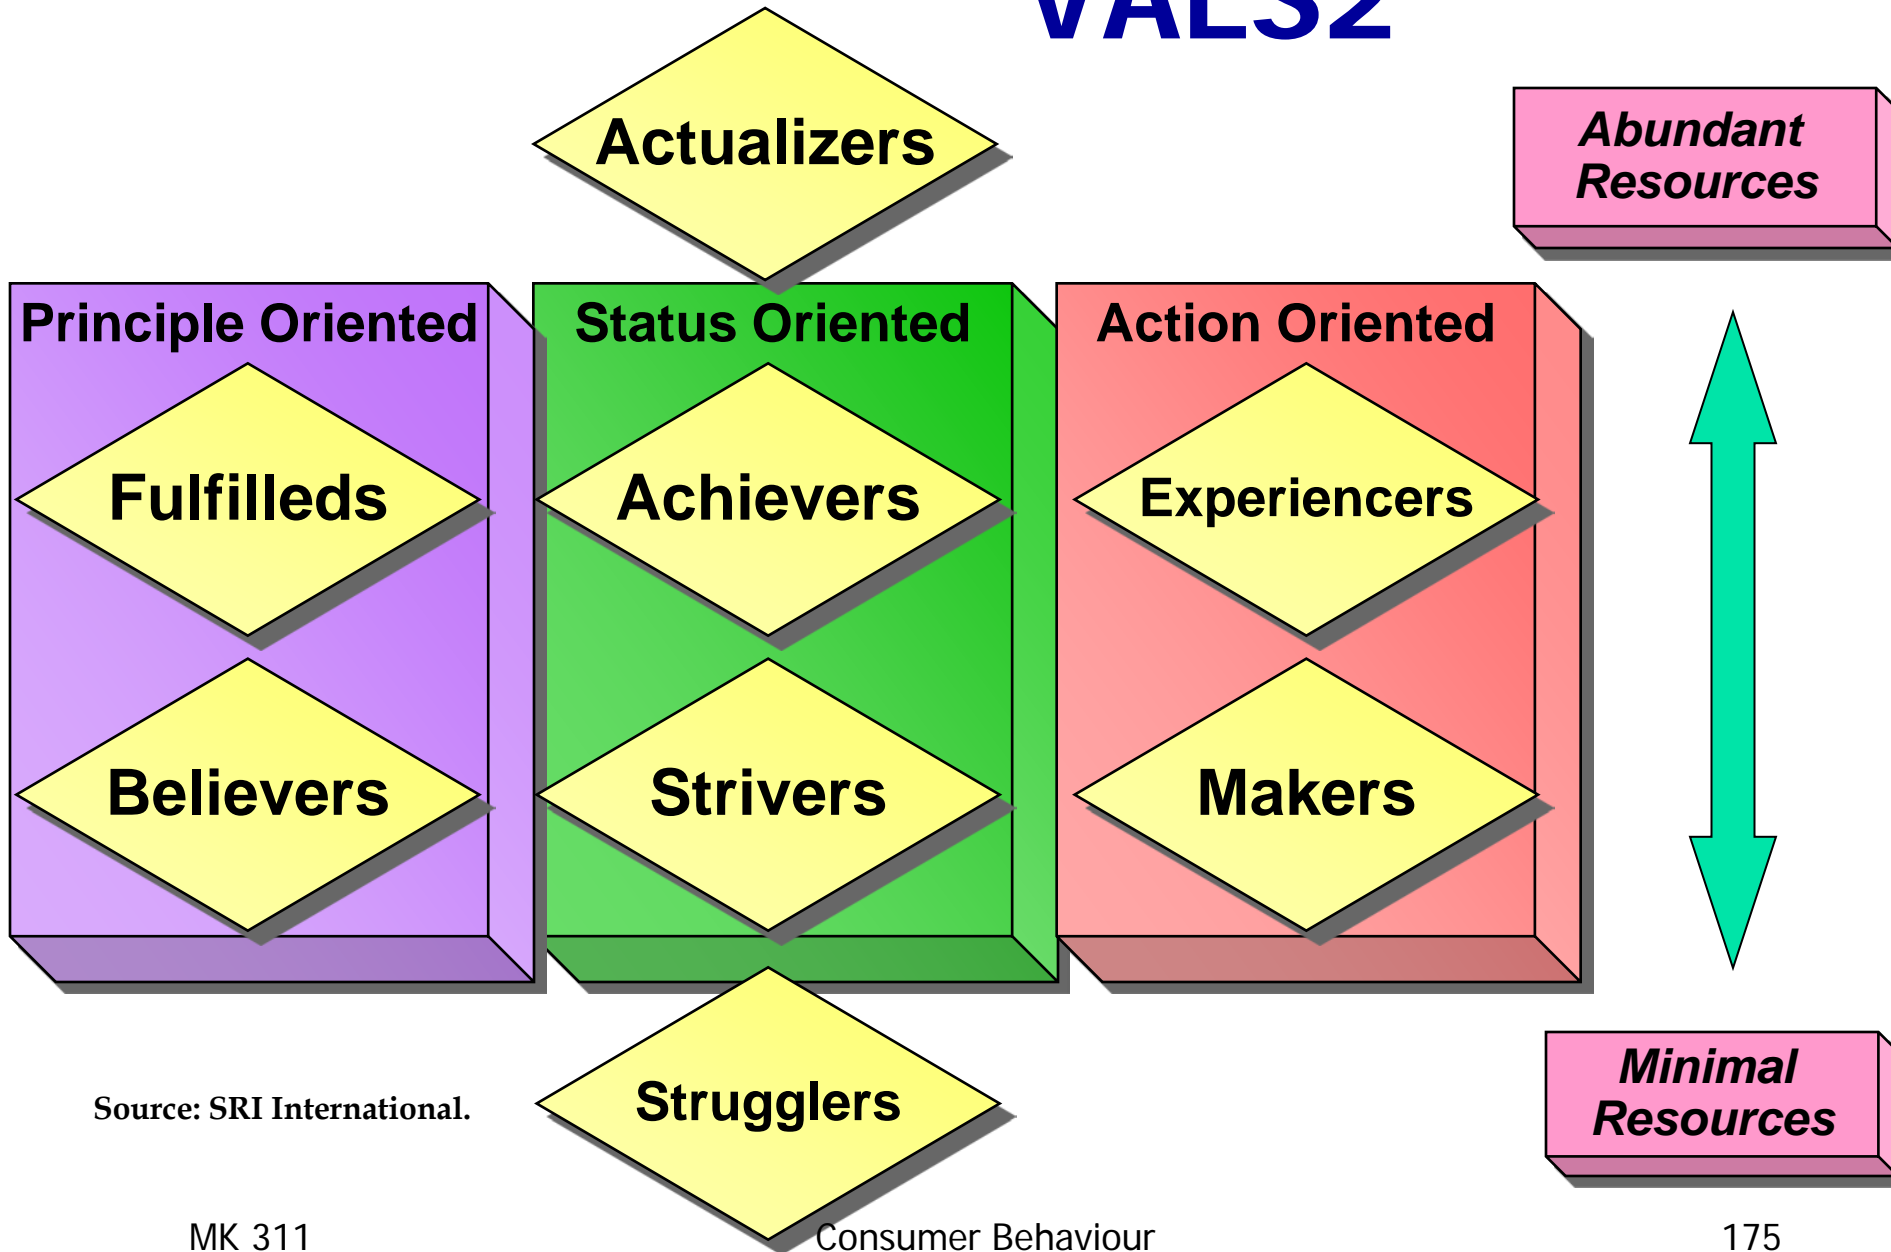 VALS2
Actualizers
Abundant
Resources
Principle Oriented
Status Oriented
Action Oriented
Fulfilleds
Achievers
Experiencers
Believers
Strivers
Makers
Strugglers
Minimal
Resources
Source: SRI International.
MK 311
Consumer Behaviour
175